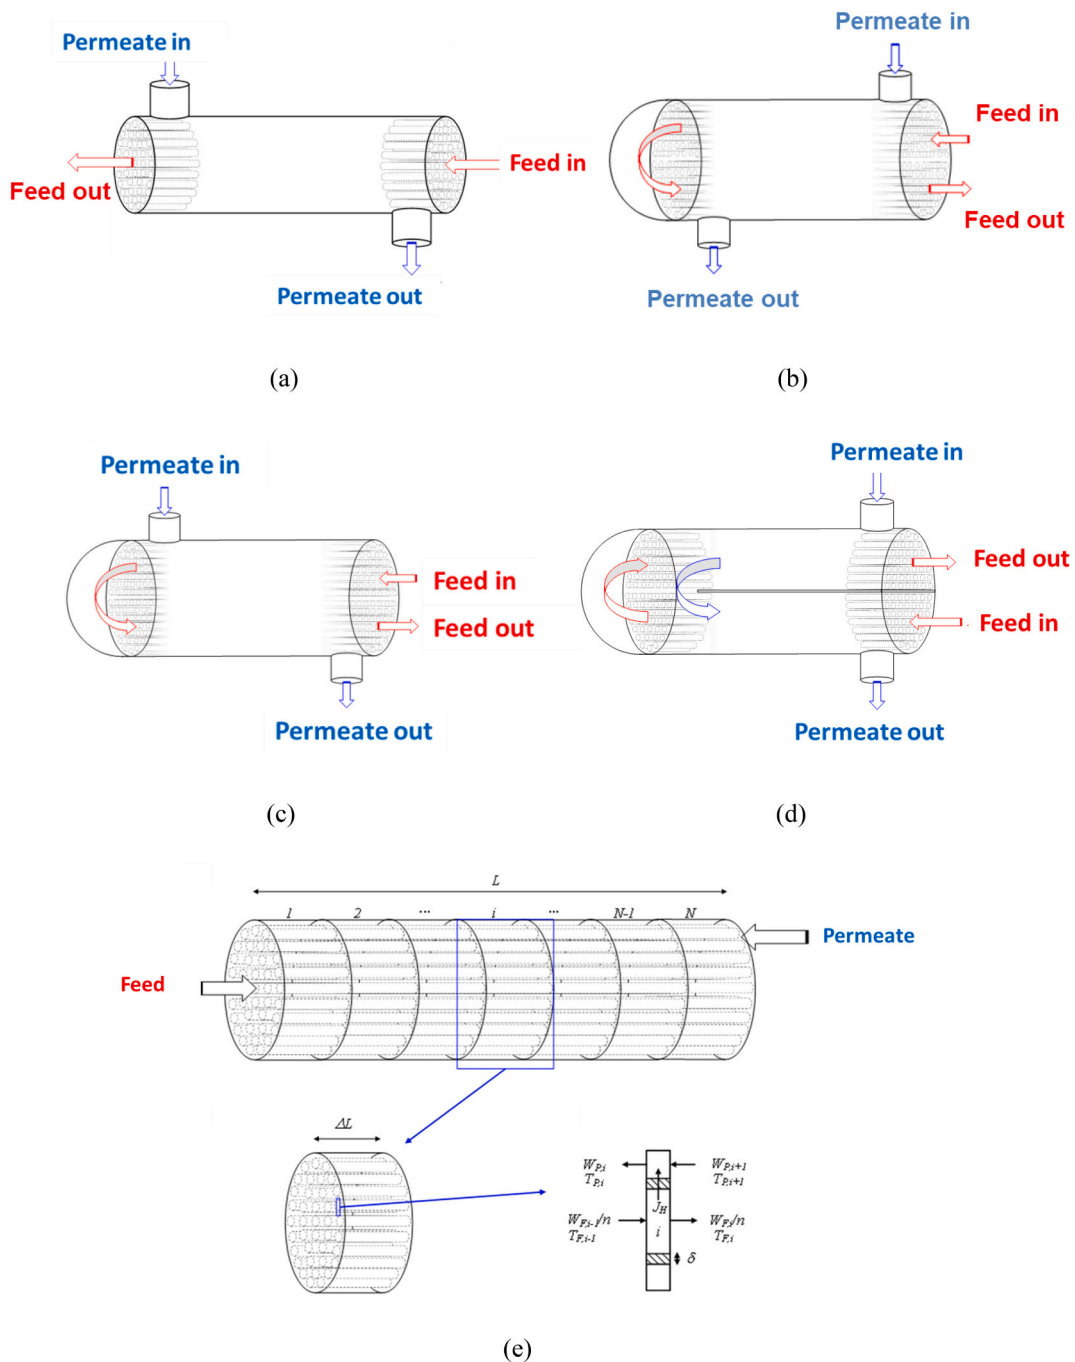 Permeate in
Feed in
Feed out
Permeate out
(a)
Permeate in
Feed in
Feed out
Permeate out
(b)
Permeate in
Feed in
Feed out
Permeate out
(c)
Permeate in
Feed out
Feed in
Permeate out
(d)
L
1 2 ... i ... N-1 N
Permeate
Feed
ΔL
W_{P,i} W_{P,i+1}
T_{P,i} T_{P,i+1}
J_H
W_{F,i-1}/n W_{F,i}/n
i
T_{F,i-1} T_{F,i}
δ
(e)